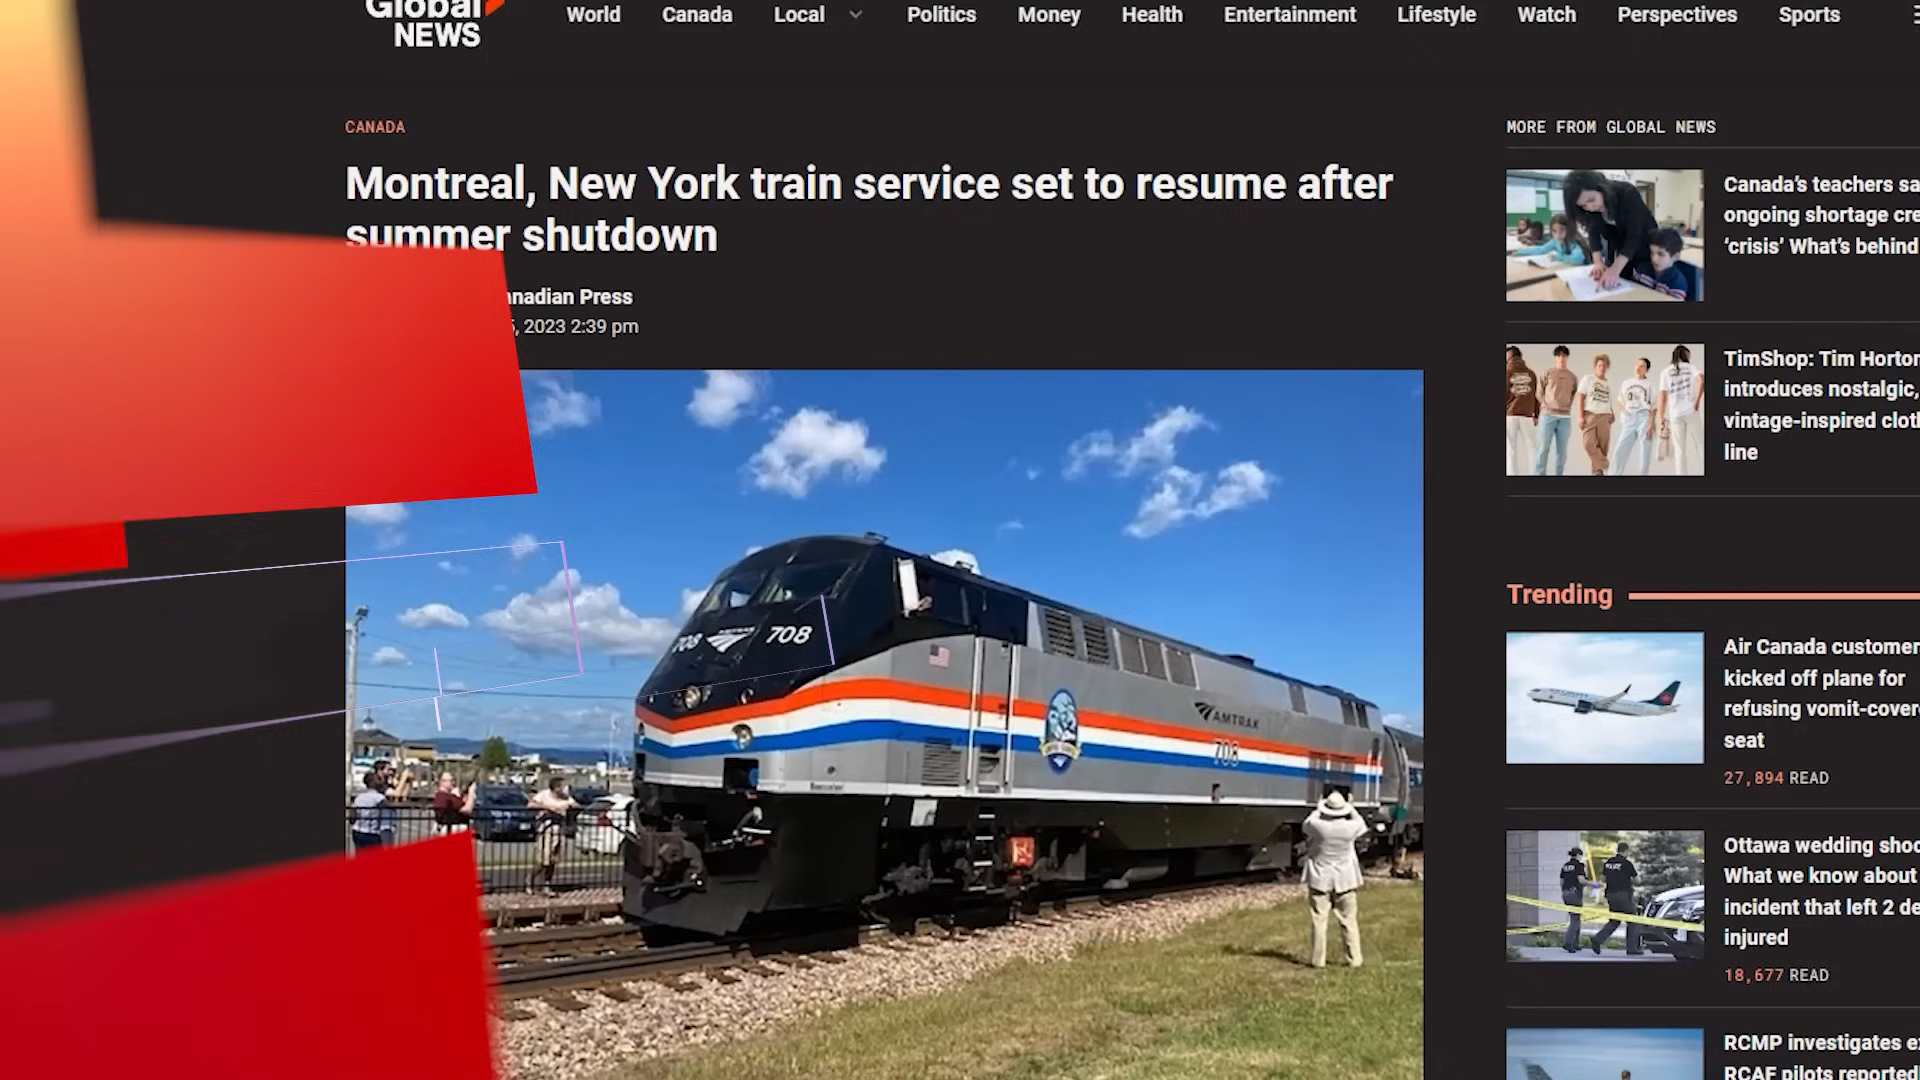 Global
NEWS
World
Canada
Local
Politics
Money
Health
Entertainment
Lifestyle
Watch
Perspectives
Sports
CANADA
Montreal, New York train service set to resume after
summer shutdown
nadian Press
, 2023 2:39 pm
708
708
AMTRAK
708
MORE FROM GLOBAL NEWS
Canada's teachers sa
ongoing shortage cre
'crisis' What's behind
TimShop: Tim Horton
introduces nostalgic,
vintage-inspired clot
line
Trending
Air Canada customer
kicked off plane for
refusing vomit-cover
seat
27,894 READ
Ottawa wedding shoo
What we know about
incident that left 2 de
injured
18,677 READ
RCMP investigates e
RCAF pilots reported